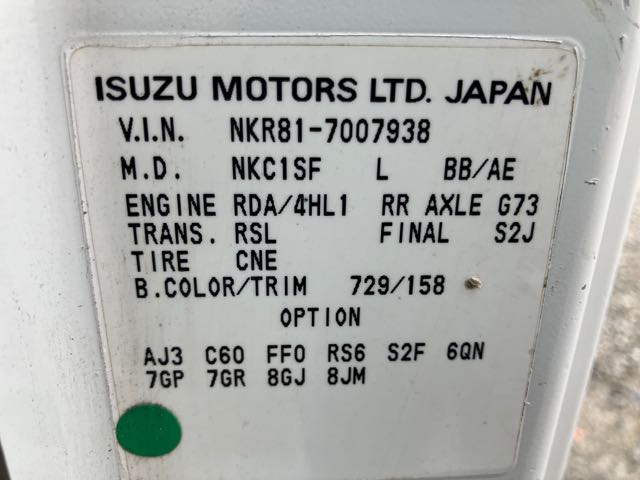 ISUZU MOTORS LTD. JAPAN
V.I.N. NKR81-7007938
M.D. NKC1SF L BB/AE
ENGINE RDA/4HL1 RR AXLE G73
TRANS. RSL FINAL S2J
TIRE CNE
B.COLOR/TRIM 729/158
OPTION
AJ3 C60 FF0 RS6 S2F 6QN
7GP 7GR 8GJ 8JM